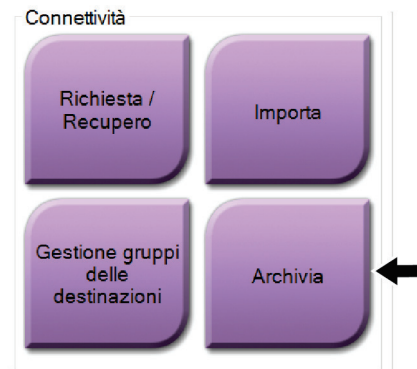 Connettività
Richiesta /
Recupero
Importa
Gestione gruppi
delle
destinazioni
Archivia